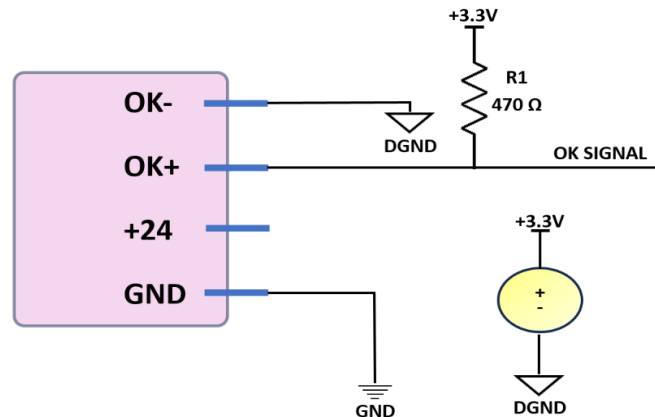 +3.3V
R1
470 Ω
OK-
DGND
OK+
OK SIGNAL
+24
+3.3V
GND
+
-
GND
DGND